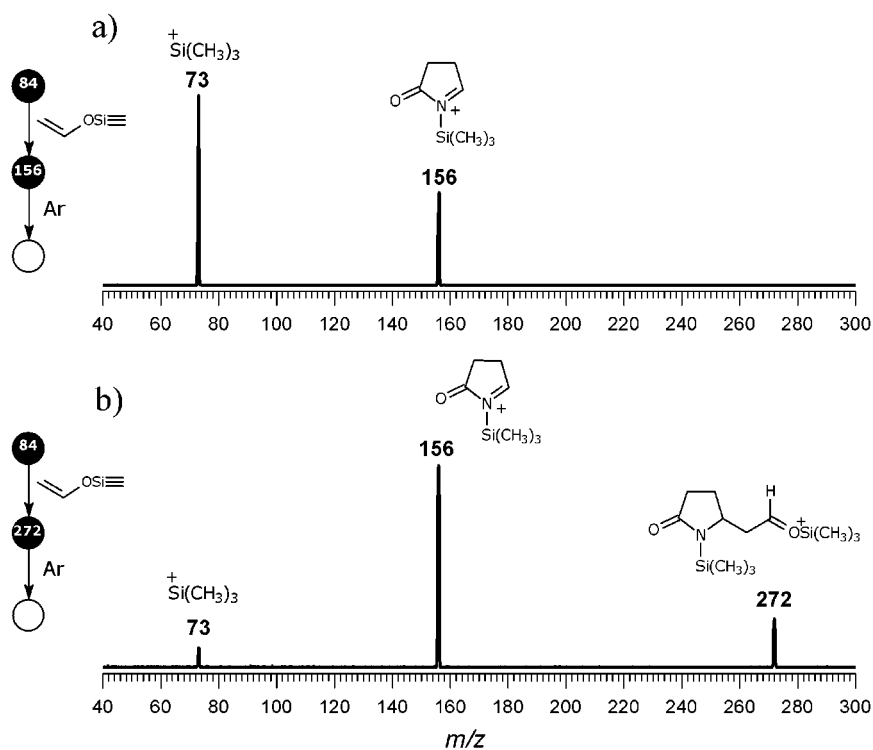 a)
+
Si(CH₃)₃
73
84
OSi≡
156
Ar
O
N
+
Si(CH₃)₃
156
40 60 80 100 120 140 160 180 200 220 240 260 280 300
b)
84
OSi≡
272
Ar
+
Si(CH₃)₃
73
O
N
+
Si(CH₃)₃
156
H
O
N
+
OSi(CH₃)₃
Si(CH₃)₃
272
40 60 80 100 120 140 160 180 200 220 240 260 280 300
m/z